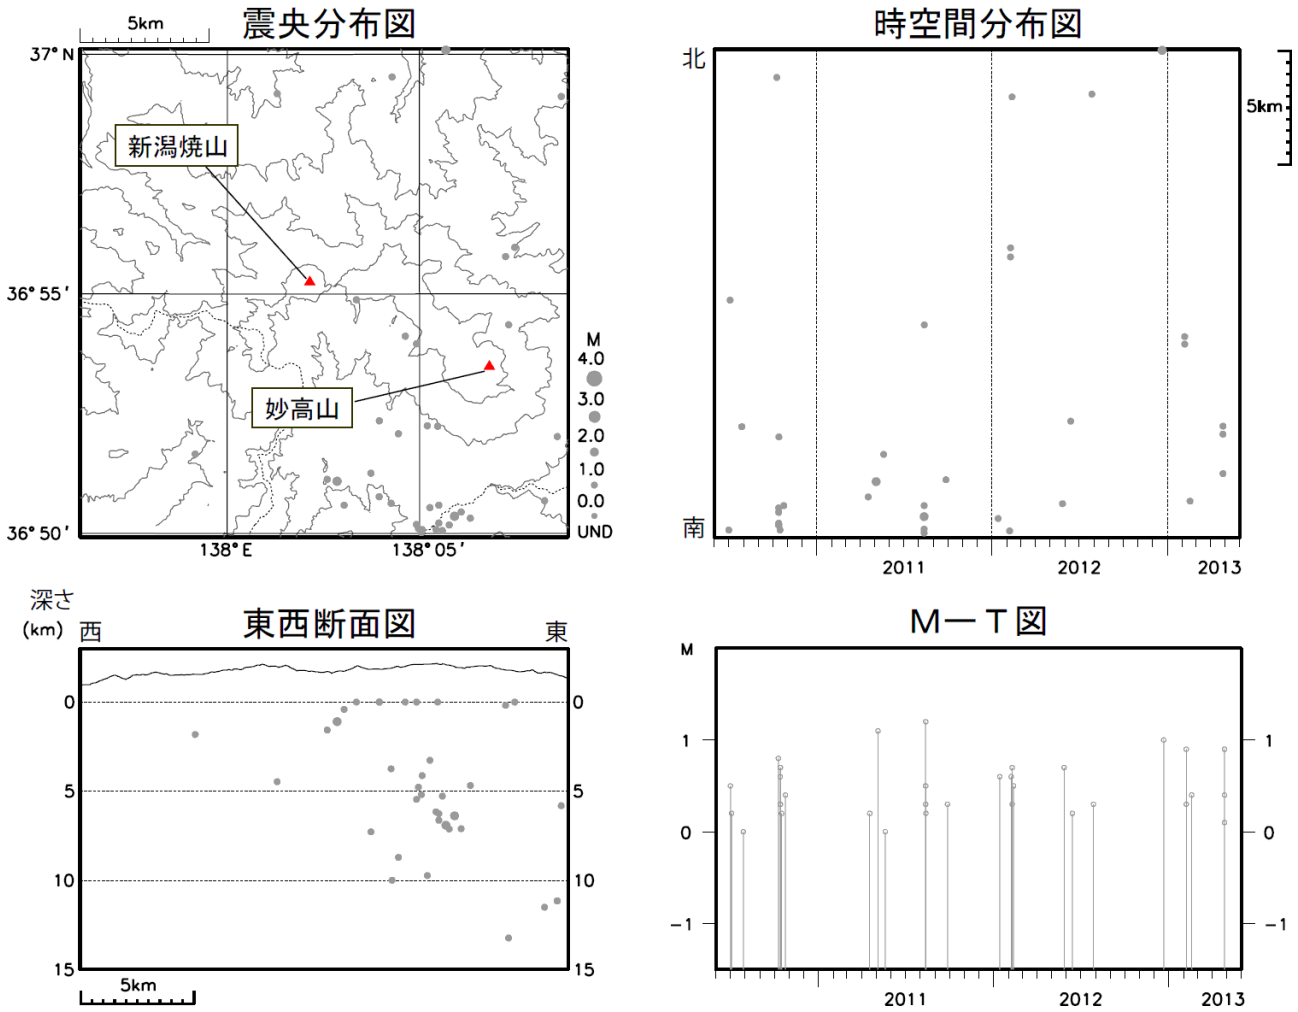 震央分布図
5km
37°N
新潟焼山
36°55′
妙高山
36°50′
138°E
138°05′
M
4.0
3.0
2.0
1.0
0.0
UND
時空間分布図
北
南
5km
2011
2012
2013
東西断面図
深さ
(km)
西
東
0
0
5
5
10
10
15
15
5km
M－T図
M
1
1
0
0
-1
-1
2011
2012
2013